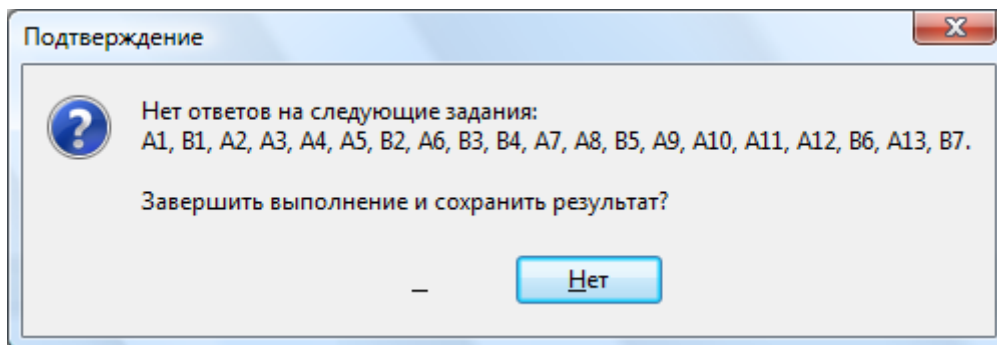 Подтверждение
Нет ответов на следующие задания:
A1, B1, A2, A3, A4, A5, B2, A6, B3, B4, A7, A8, B5, A9, A10, A11, A12, B6, A13, B7.
Завершить выполнение и сохранить результат?
Нет